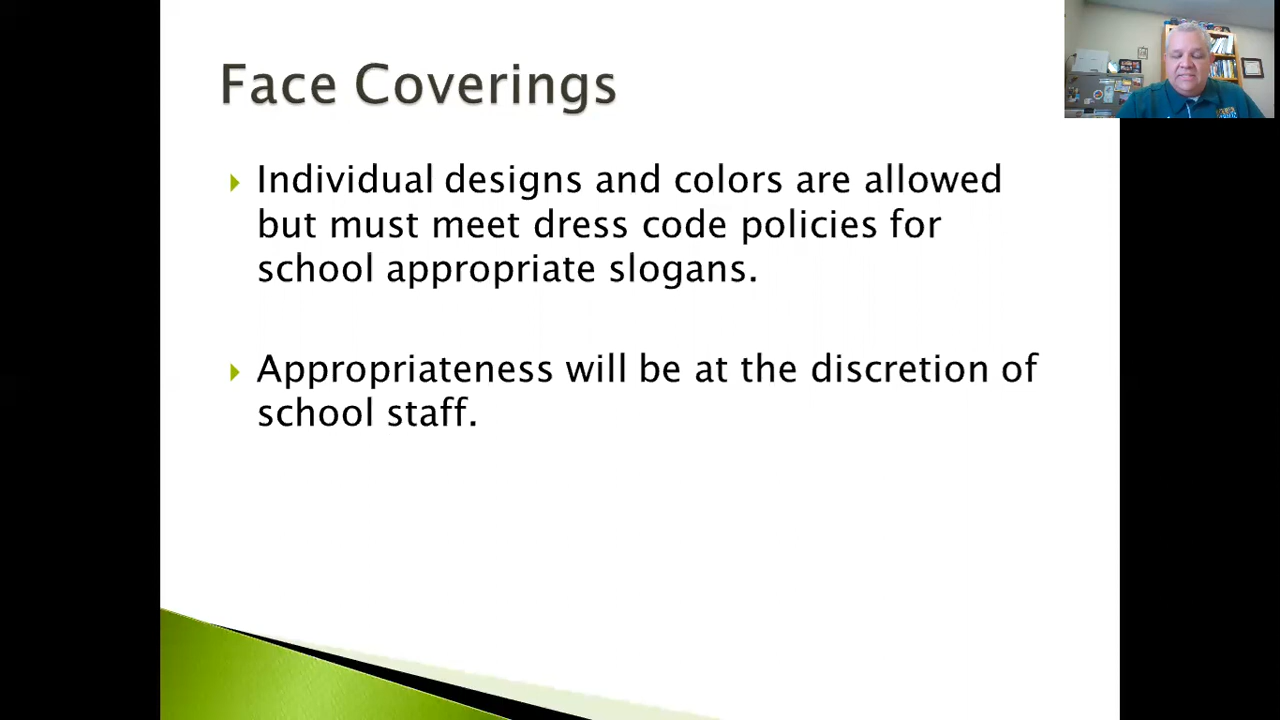 Face Coverings
Individual designs and colors are allowed
but must meet dress code policies for
school appropriate slogans.
Appropriateness will be at the discretion of
school staff.